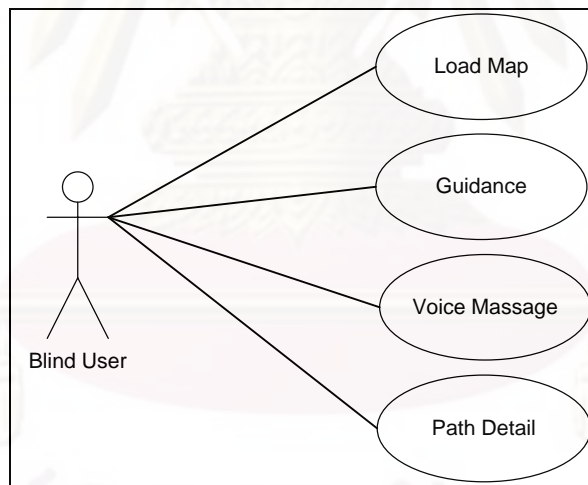 Load Map
Guidance
Voice Massage
Blind User
Path Detail